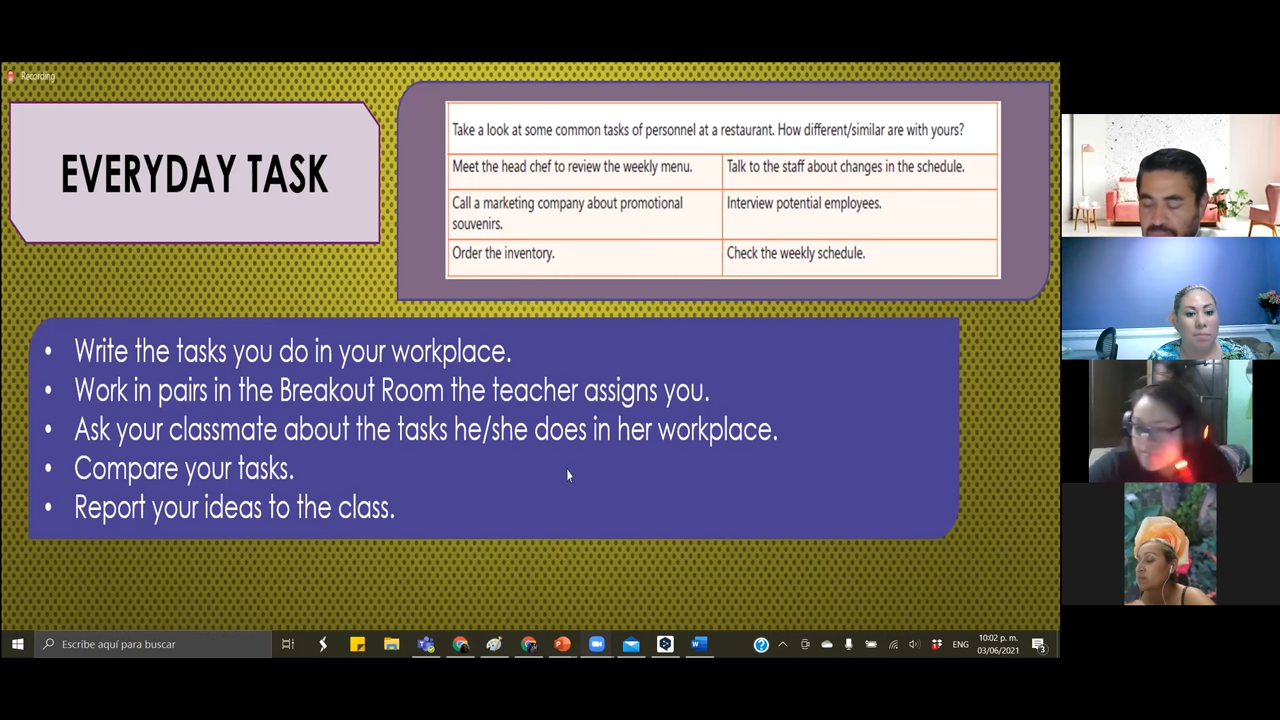 Recording
EVERYDAY TASK
Take a look at some common tasks of personnel at a restaurant. How different/similar are with yours?
Meet the head chef to review the weekly menu.
Talk to the staff about changes in the schedule.
Call a marketing company about promotional
souvenirs.
Interview potential employees.
Order the inventory.
Check the weekly schedule.
• Write the tasks you do in your workplace.
• Work in pairs in the Breakout Room the teacher assigns you.
• Ask your classmate about the tasks he/she does in her workplace.
• Compare your tasks.
• Report your ideas to the class.
Escribe aquí para buscar
ENG
10:02 p. m.
03/06/2021
3